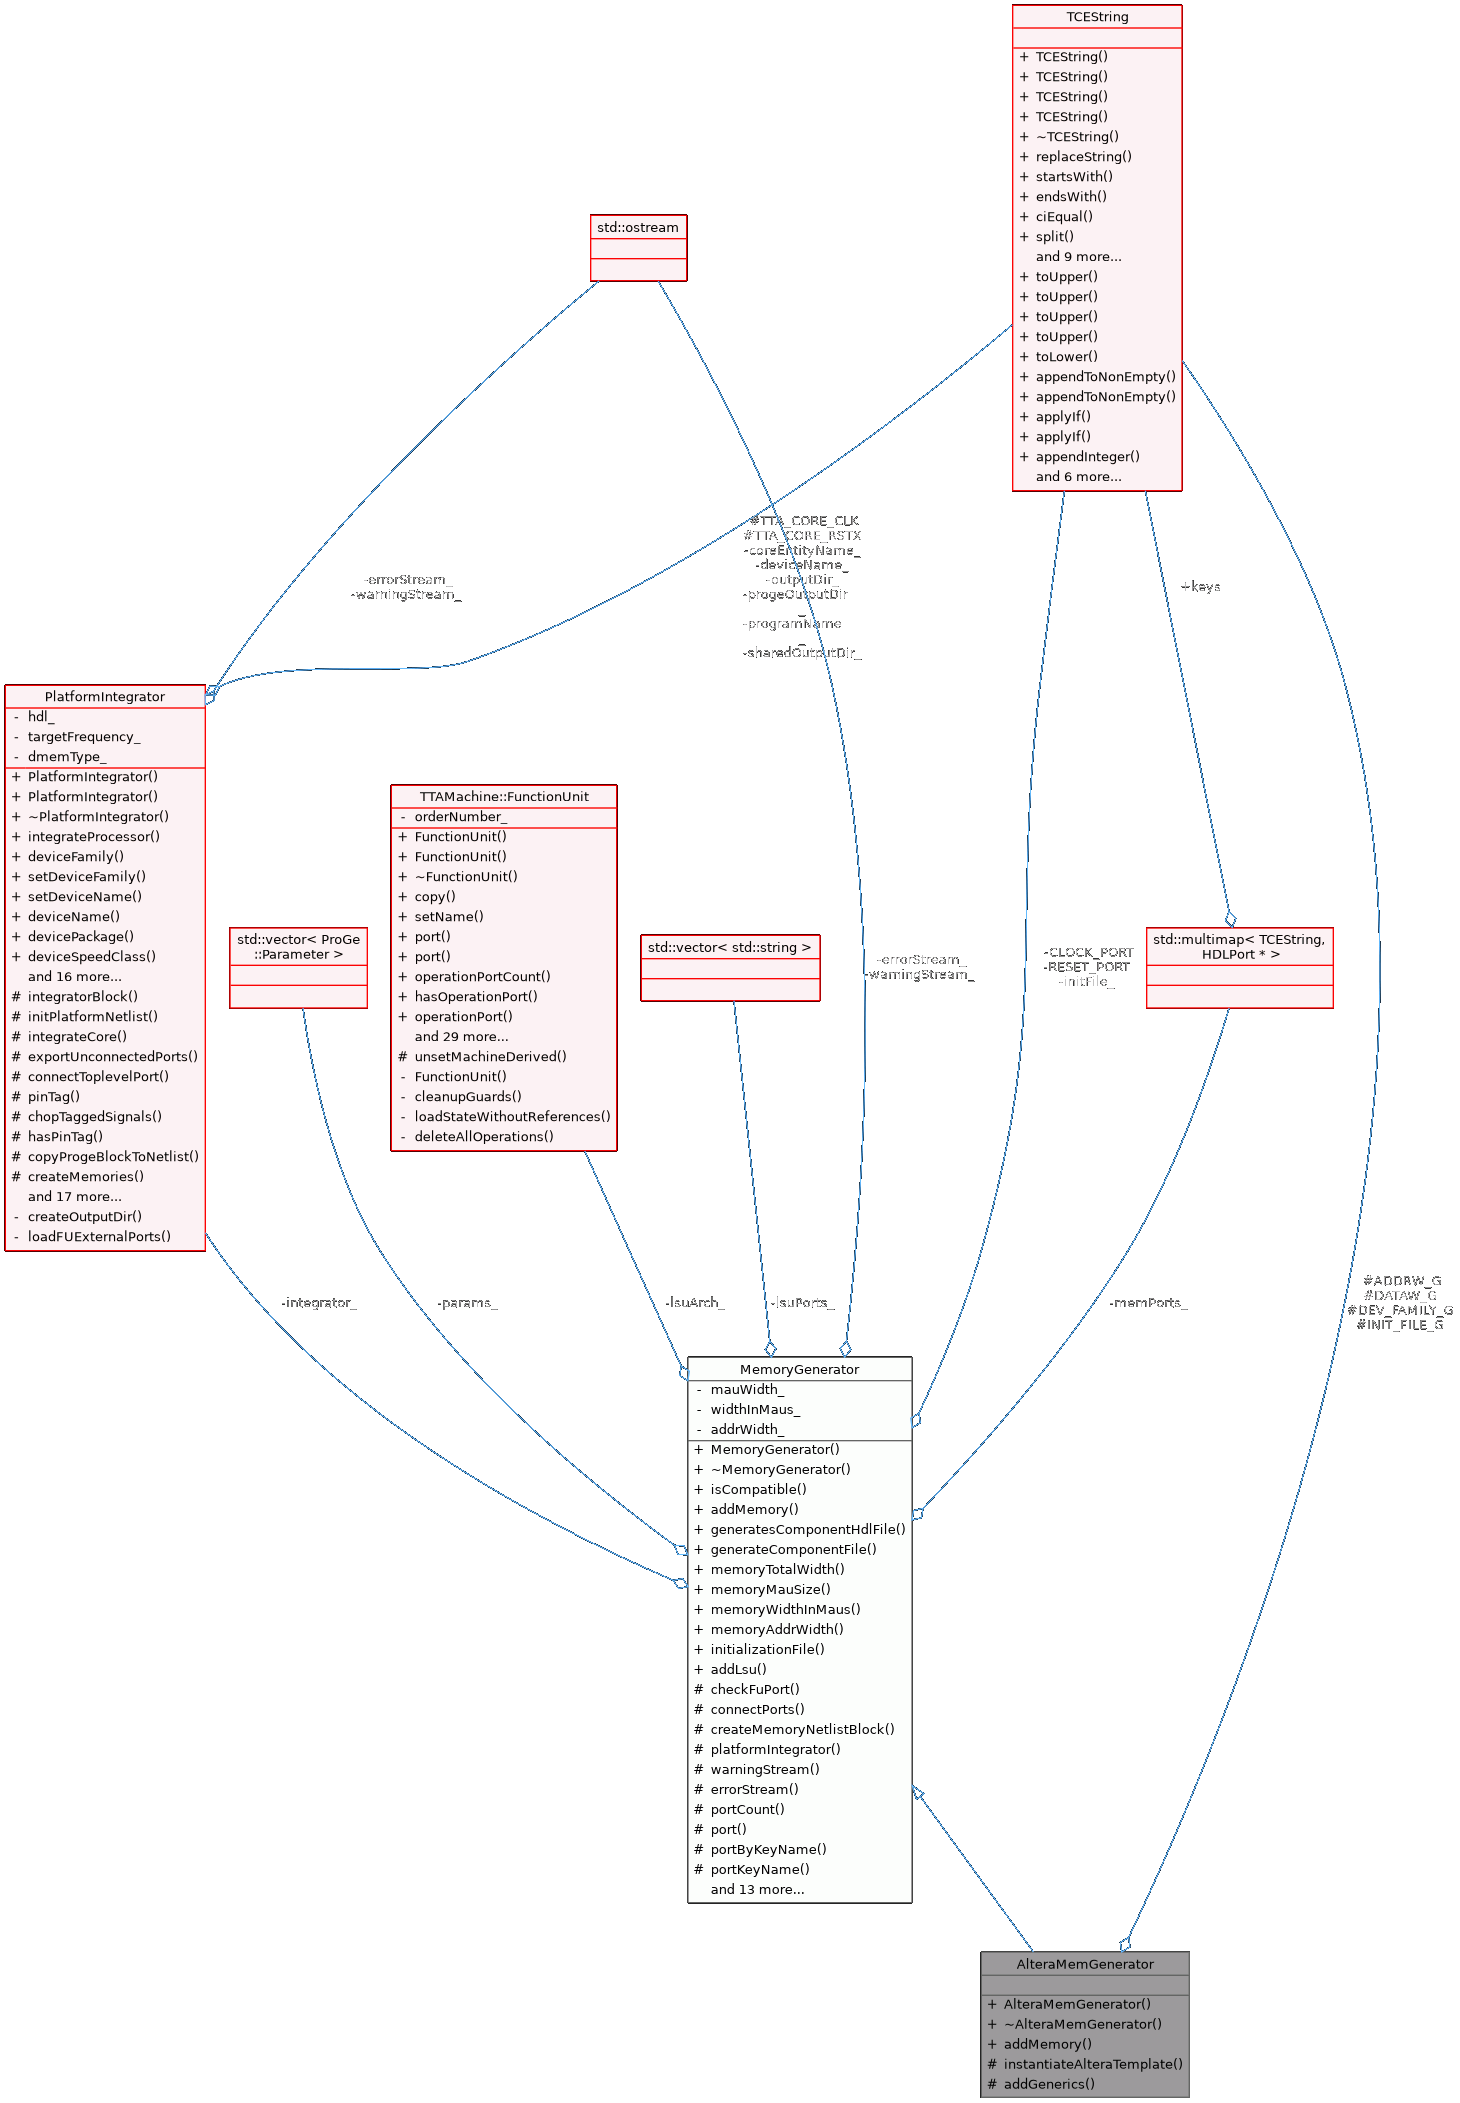 TCEString
+ TCEString()
+ TCEString()
+ TCEString()
+ TCEString()
+ ~TCEString()
+ replaceString()
+ startsWith()
+ endsWith()
+ ciEqual()
+ split()
and 9 more...
+ toUpper()
+ toUpper()
+ toUpper()
+ toUpper()
+ toLower()
+ appendToNonEmpty()
+ appendToNonEmpty()
+ applyIf()
+ applyIf()
+ appendInteger()
and 6 more...
std::ostream
-errorStream_
-warningStream_
#TTA_CORE_CLK
#TTA_CORE_RSTX
-coreEntityName_
-deviceName_
-outputDir_
-progeOutputDir
_
-programName
_
-sharedOutputDir_
+keys
PlatformIntegrator
- hdl_
- targetFrequency_
- dmemType_
+ PlatformIntegrator()
+ PlatformIntegrator()
+ ~PlatformIntegrator()
+ integrateProcessor()
+ deviceFamily()
+ setDeviceFamily()
+ setDeviceName()
+ deviceName()
+ devicePackage()
+ deviceSpeedClass()
and 16 more...
# integratorBlock()
# initPlatformNetlist()
# integrateCore()
# exportUnconnectedPorts()
# connectToplevelPort()
# pinTag()
# chopTaggedSignals()
# hasPinTag()
# copyProgeBlockToNetlist()
# createMemories()
and 17 more...
- createOutputDir()
- loadFUExternalPorts()
std::vector< ProGe
::Parameter >
TTAMachine::FunctionUnit
- orderNumber_
+ FunctionUnit()
+ FunctionUnit()
+ ~FunctionUnit()
+ copy()
+ setName()
+ port()
+ port()
+ operationPortCount()
+ hasOperationPort()
+ operationPort()
and 29 more...
# unsetMachineDerived()
- FunctionUnit()
- cleanupGuards()
- loadStateWithoutReferences()
- deleteAllOperations()
std::vector< std::string >
-errorStream_
-warningStream_
-CLOCK_PORT
-RESET_PORT
-initFile_
std::multimap< TCEString,
HDLPort * >
-integrator_
-params_
-lsuArch_
-lsuPorts_
-memPorts_
#ADDRW_G
#DATAW_G
#DEV_FAMILY_G
#INIT_FILE_G
MemoryGenerator
- mauWidth_
- widthInMaus_
- addrWidth_
+ MemoryGenerator()
+ ~MemoryGenerator()
+ isCompatible()
+ addMemory()
+ generatesComponentHdlFile()
+ generateComponentFile()
+ memoryTotalWidth()
+ memoryMauSize()
+ memoryWidthInMaus()
+ memoryAddrWidth()
+ initializationFile()
+ addLsu()
# checkFuPort()
# connectPorts()
# createMemoryNetlistBlock()
# platformIntegrator()
# warningStream()
# errorStream()
# portCount()
# port()
# portByKeyName()
# portKeyName()
and 13 more...
AlteraMemGenerator
+ AlteraMemGenerator()
+ ~AlteraMemGenerator()
+ addMemory()
# instantiateAlteraTemplate()
# addGenerics()